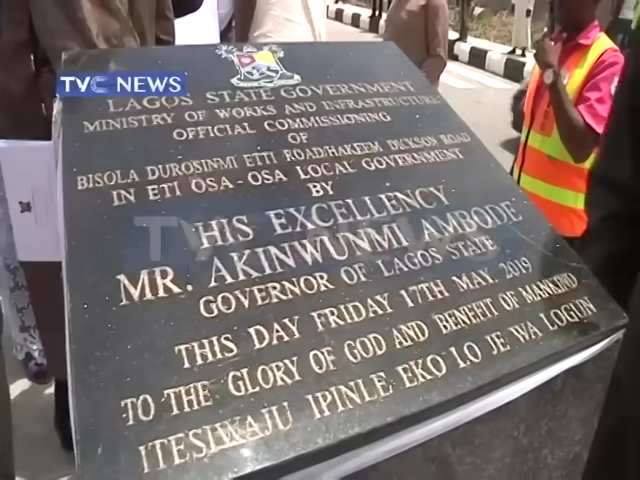 TVC NEWS
LAGOS STATE GOVERNMENT
MINISTRY OF WORKS AND INFRASTRUCTURE
OFFICIAL COMMISSIONING
OF
BISOLA DUROSINMI ETTI ROAD/HAKEEM DICKSON ROAD
IN ETI OSA-OSA LOCAL GOVERNMENT
BY
HIS EXCELLENCY
MR. AKINWUNMI AMBODE
GOVERNOR OF LAGOS STATE
THIS DAY FRIDAY 17TH MAY, 2019
TO THE GLORY OF GOD AND BENEFIT OF MANKIND
ITESIWAJU IPINLE EKO LO JE WA LOGUN
TVC NEWS